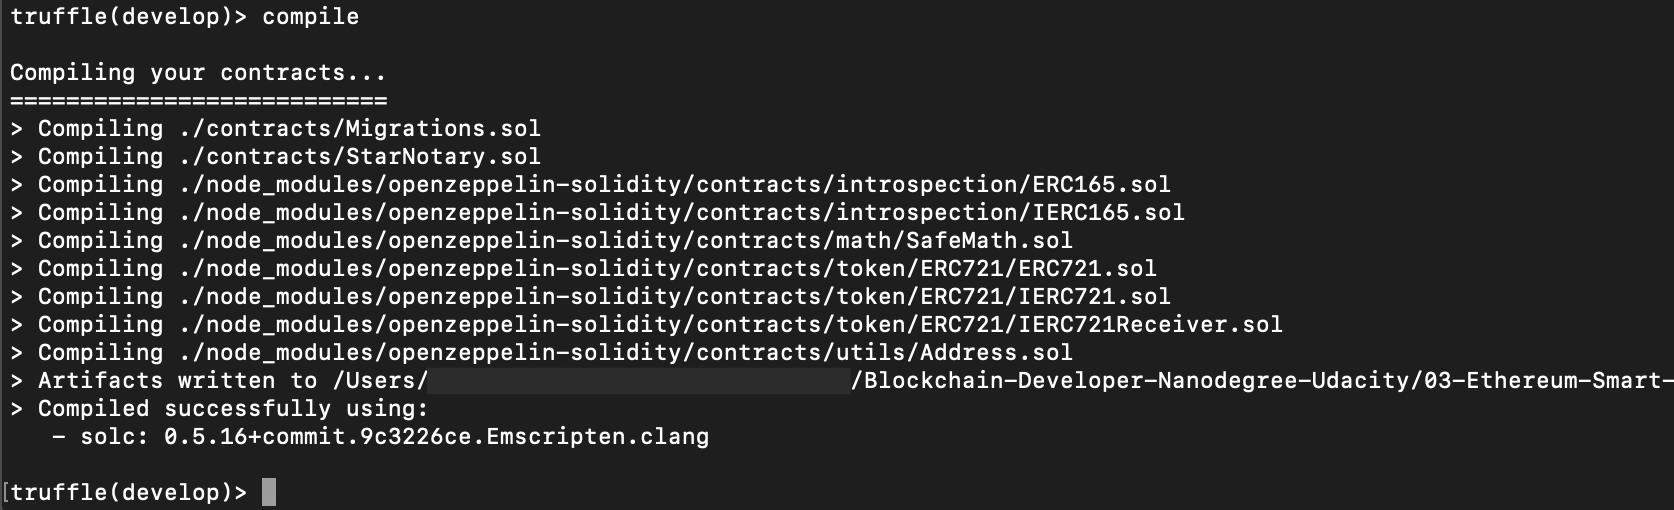 truffle(develop)> compile
Compiling your contracts...
===========================
> Compiling ./contracts/Migrations.sol
> Compiling ./contracts/StarNotary.sol
> Compiling ./node_modules/openzeppelin-solidity/contracts/introspection/ERC165.sol
> Compiling ./node_modules/openzeppelin-solidity/contracts/introspection/IERC165.sol
> Compiling ./node_modules/openzeppelin-solidity/contracts/math/SafeMath.sol
> Compiling ./node_modules/openzeppelin-solidity/contracts/token/ERC721/ERC721.sol
> Compiling ./node_modules/openzeppelin-solidity/contracts/token/ERC721/IERC721.sol
> Compiling ./node_modules/openzeppelin-solidity/contracts/token/ERC721/IERC721Receiver.sol
> Compiling ./node_modules/openzeppelin-solidity/contracts/utils/Address.sol
> Artifacts written to /Users/ /Blockchain-Developer-Nanodegree-Udacity/03-Ethereum-Smart-
> Compiled successfully using:
   - solc: 0.5.16+commit.9c3226ce.Emscripten.clang
[truffle(develop)>